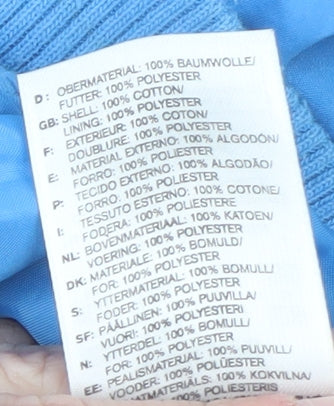 D: OBERMATERIAL: 100% BAUMWOLLE/
FUTTER: 100% POLYESTER
GB: SHELL: 100% COTTON/
LINING: 100% POLYESTER
F: EXTERIEUR: 100% COTON/
DOUBLURE: 100% POLYESTER
E: MATERIAL EXTERNO: 100% ALGODÓN/
FORRO: 100% POLIESTER
P: TECIDO EXTERNO: 100% ALGODÃO/
FORRO: 100% POLIESTER
I: TESSUTO ESTERNO: 100% COTONE/
FODERA: 100% POLIESTERE
NL: BOVENMATERIAAL: 100% KATOEN/
VOERING: 100% POLYESTER
DK: MATERIALE: 100% BOMULD/
FOR: 100% POLYESTER
S: YTTERMATERIAL: 100% BOMULL/
FODER: 100% POLYESTER
SF: PÄÄLLINEN: 100% PUUVILLA/
VUORI: 100% POLYESTERI
N: YTTERDEL: 100% BOMULL/
FOR: 100% POLYESTER
EE: PEALISMATERIAL: 100% PUUVILL/
VOODER: 100% POLÜESTER
100% KOKVILNA/
100% POLIESTERIS